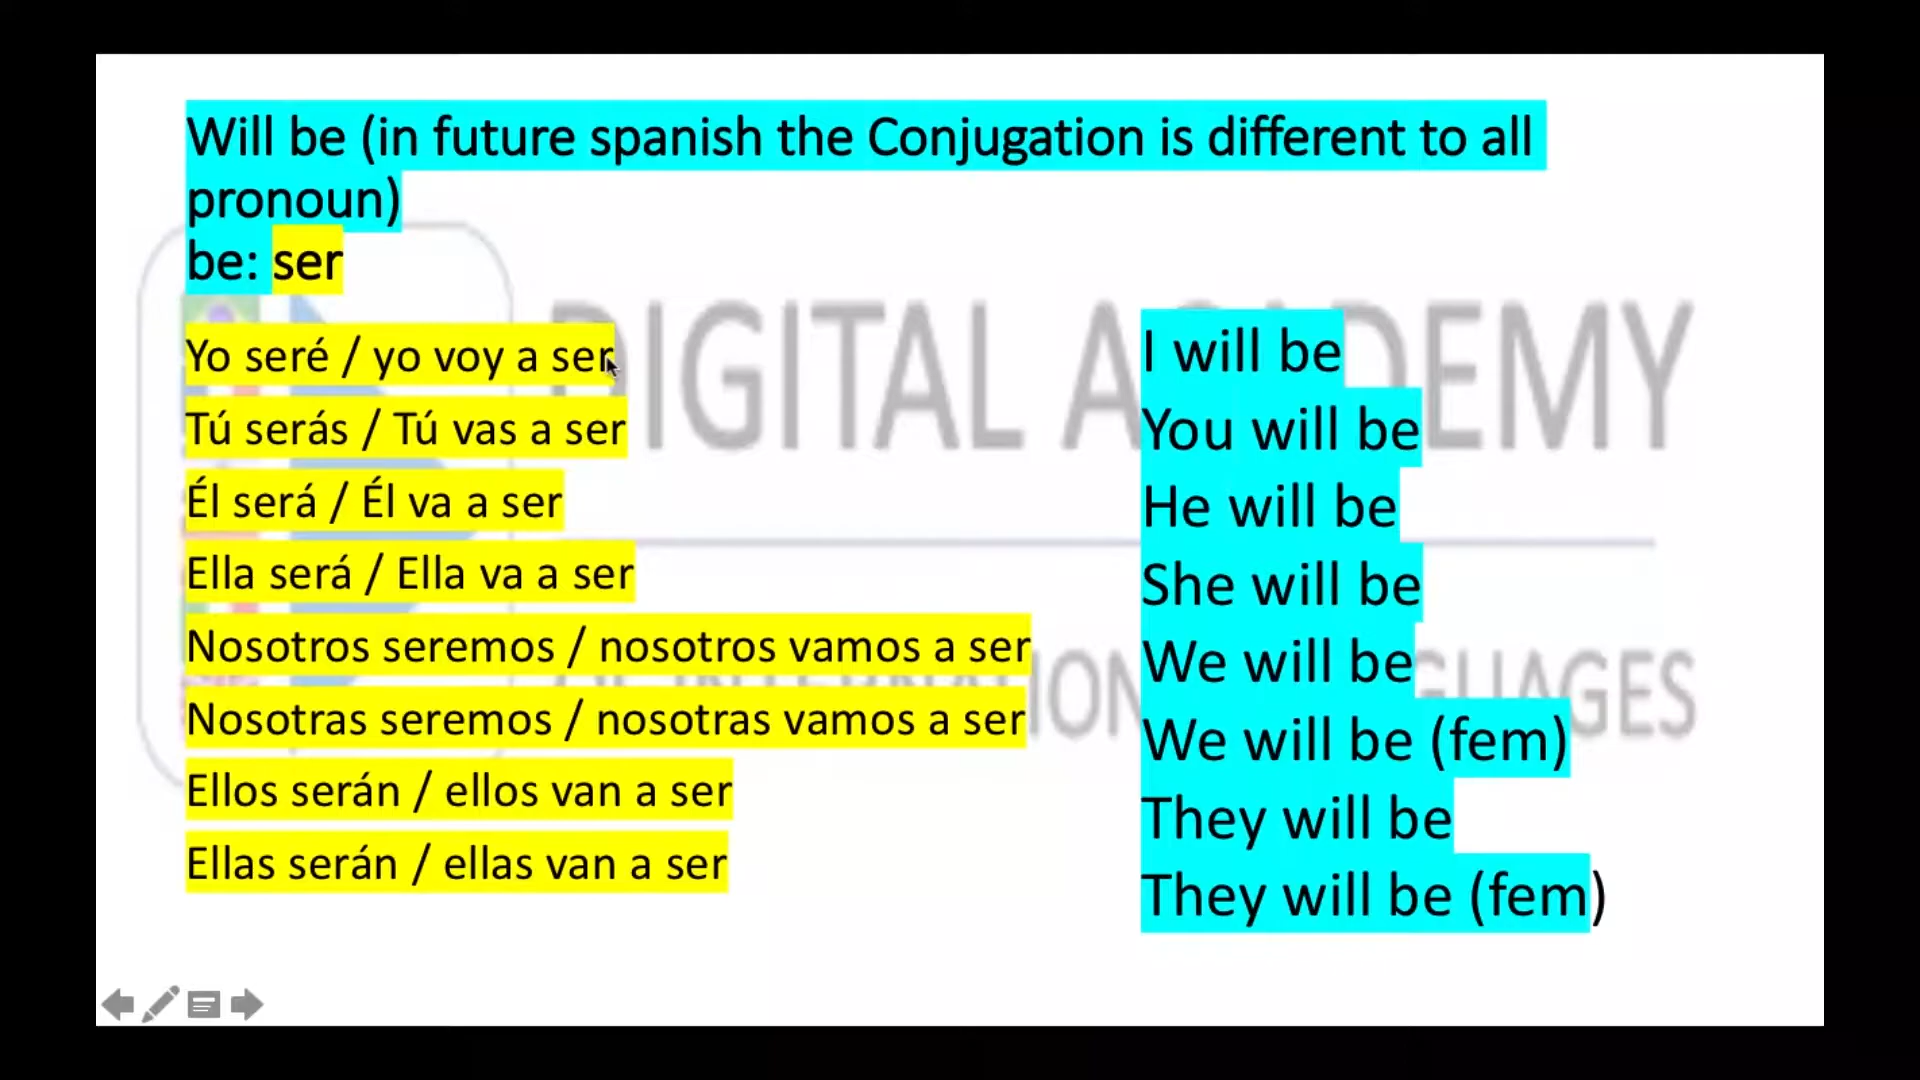 Will be (in future spanish the Conjugation is different to all
pronoun)
be: ser
Yo seré / yo voy a ser
Tú serás / Tú vas a ser
Él será / Él va a ser
Ella será / Ella va a ser
Nosotros seremos / nosotros vamos a ser
Nosotras seremos / nosotras vamos a ser
Ellos serán / ellos van a ser
Ellas serán / ellas van a ser
I will be
You will be
He will be
She will be
We will be
We will be (fem)
They will be
They will be (fem)
DIGITAL ACADEMY